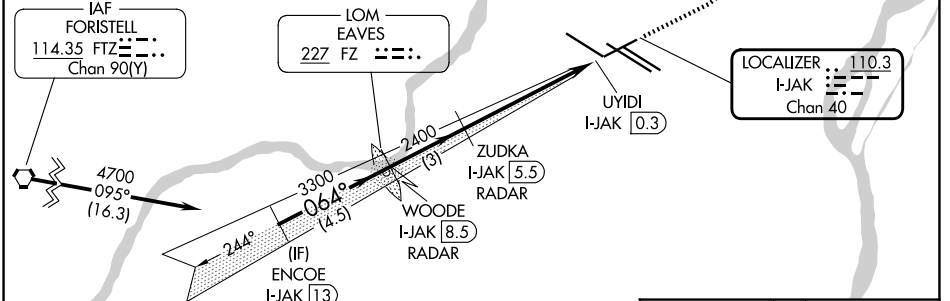 IAF
FORISTELL
114.35 FTZ
Chan 90(Y)
LOM
EAVES
227 FZ
LOCALIZER 110.3
I-JAK
Chan 40
UYIDI
I-JAK 0.3
2400
(3)
ZUDKA
I-JAK 5.5
RADAR
4700
095°
(16.3)
3300
064°
(4.5)
WOODE
I-JAK 8.5
RADAR
244°
(IF)
ENCOE
I-JAK 13